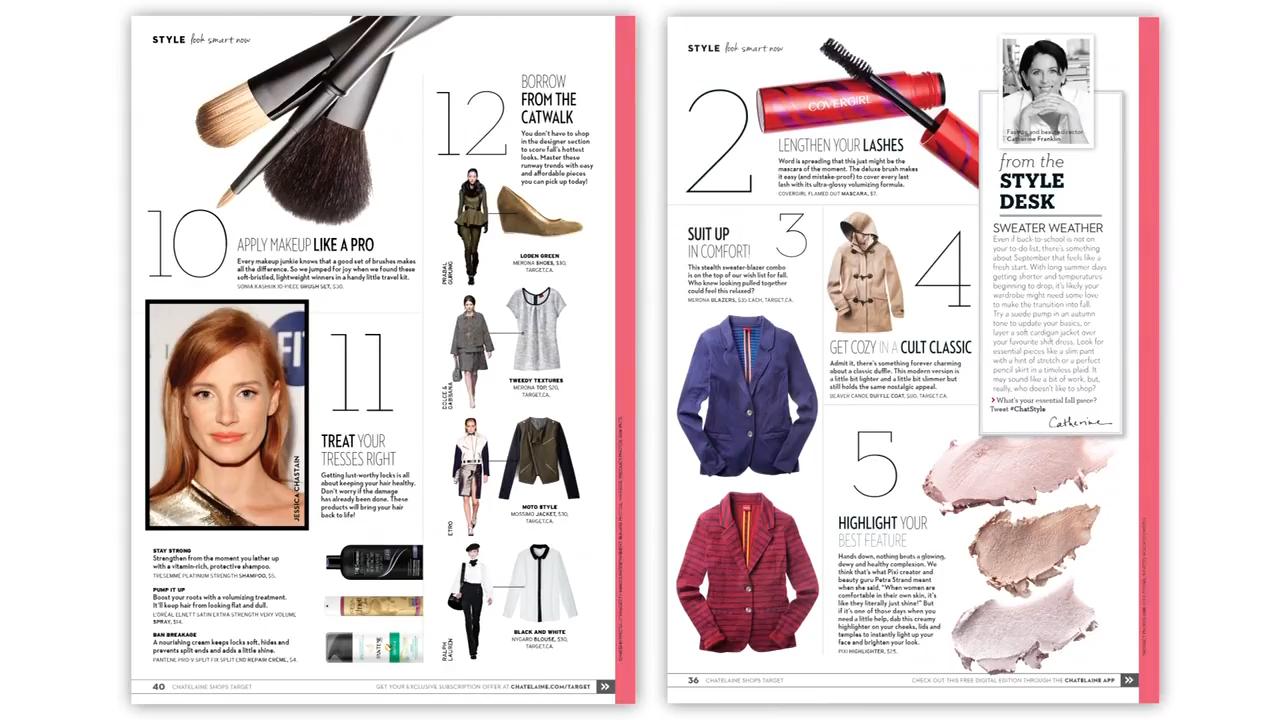 STYLE look smart now
10
APPLY MAKEUP LIKE A PRO
Every makeup junkie knows that a good set of brushes makes
all the difference. So we jumped for joy when we found these
soft-bristled, lightweight winners in a handy little travel kit.
SONIA KASHUK 10-PIECE BRUSH SET, $30.
JESSICA CHASTAIN
11
TREAT YOUR
TRESSES RIGHT
Getting lust-worthy locks is all
about keeping your hair healthy.
Don't worry if the damage
has already been done. These
products will bring your hair
back to life!
STAY STRONG
Strengthen from the moment you lather up
with a vitamin-rich, protective shampoo.
TRESEMMÉ PLATINUM STRENGTH SHAMPOO, $5.
PUMP IT UP
Boost your roots with a volumizing treatment.
It'll keep hair from looking flat and dull.
L'ORÉAL ELNETT SATIN EXTRA STRENGTH VERY VOLUME
SPRAY, $14.
BAN BREAKAGE
A nourishing cream keeps locks soft, hides and
prevents split ends and adds a little shine.
PANTENE PRO-V SPLIT FIX SPLIT END REPAIR CRÈME, $4.
12
BORROW
FROM THE
CATWALK
You don't have to shop
in the designer section
to score fall's hottest
looks. Master these
runway trends with easy
and affordable pieces
you can pick up today!
PRABAL
GURUNG
LODEN GREEN
MERONA SHOES, $30,
TARGET.CA.
DOLCE &
GABBANA
TWEEDY TEXTURES
MERONA TOP, $20,
TARGET.CA.
ETRO
MOTO STYLE
MOSSIMO JACKET, $30,
TARGET.CA.
RALPH
LAUREN
BLACK AND WHITE
NYGARD BLOUSE, $30,
TARGET.CA.
40 CHATELAINE SHOPS TARGET
GET YOUR EXCLUSIVE SUBSCRIPTION OFFER AT CHATELAINE.COM/TARGET
STYLE look smart now
2
COVERGIRL
LENGTHEN YOUR LASHES
Word is spreading that this just might be the
mascara of the moment. The deluxe brush makes
it easy (and mistake-proof) to cover every last
lash with its ultra-glossy volumizing formula.
COVERGIRL FLAMED OUT MASCARA, $7.
3
SUIT UP
IN COMFORT!
This stealth sweater-blazer combo
is on the top of our wish list for fall.
Who knew looking pulled together
could feel this relaxed?
MERONA BLAZERS, $35 EACH, TARGET.CA.
4
GET COZY IN A CULT CLASSIC
Admit it, there's something forever charming
about a classic duffle. This modern version is
a little bit lighter and a little bit slimmer but
still holds the same nostalgic appeal.
BEAVER CANOE DUFFLE COAT, $80, TARGET.CA.
5
HIGHLIGHT YOUR
BEST FEATURE
Hands down, nothing beats a glowing,
dewy and healthy complexion. We
think that's what Pixi creator and
beauty guru Petra Strand meant
when she said, "When women are
comfortable in their own skin, it's
like they literally just shine!" But
if it's one of those days when you
need a little help, dab this creamy
highlighter on your cheeks, lids and
temples to instantly light up your
face and brighten your look.
PIXI HIGHLIGHTER, $25.
Fashion and beauty director
Catherine Franklin
from the
STYLE
DESK
SWEATER WEATHER
Even if back-to-school is not on
your to-do list, there's something
about September that feels like a
fresh start. With long summer days
getting shorter and temperatures
beginning to drop, it's likely your
wardrobe might need some love
to make the transition into fall.
Try a suede pump in an autumn
tone to update your basics, or
layer a soft cardigan jacket over
your favourite shift dress. Look for
essential pieces like a slim pant
with a hint of stretch or a perfect
pencil skirt in a timeless plaid. It
may sound like a bit of work, but,
really, who doesn't like to shop?
What's your essential fall piece?
Tweet #ChatStyle
Catherine
36 CHATELAINE SHOPS TARGET
CHECK OUT THIS FREE DIGITAL EDITION THROUGH THE CHATELAINE APP